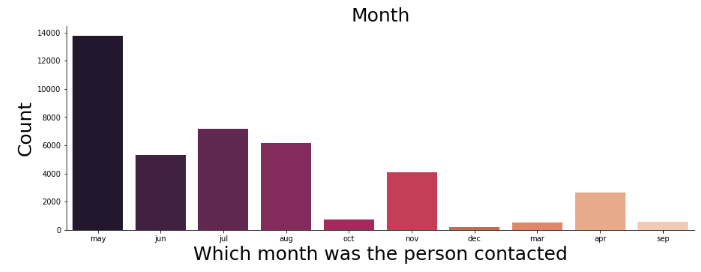 Month
Count
14000
12000
10000
8000
6000
4000
2000
0
may jun jul aug oct nov dec mar apr sep
Which month was the person contacted